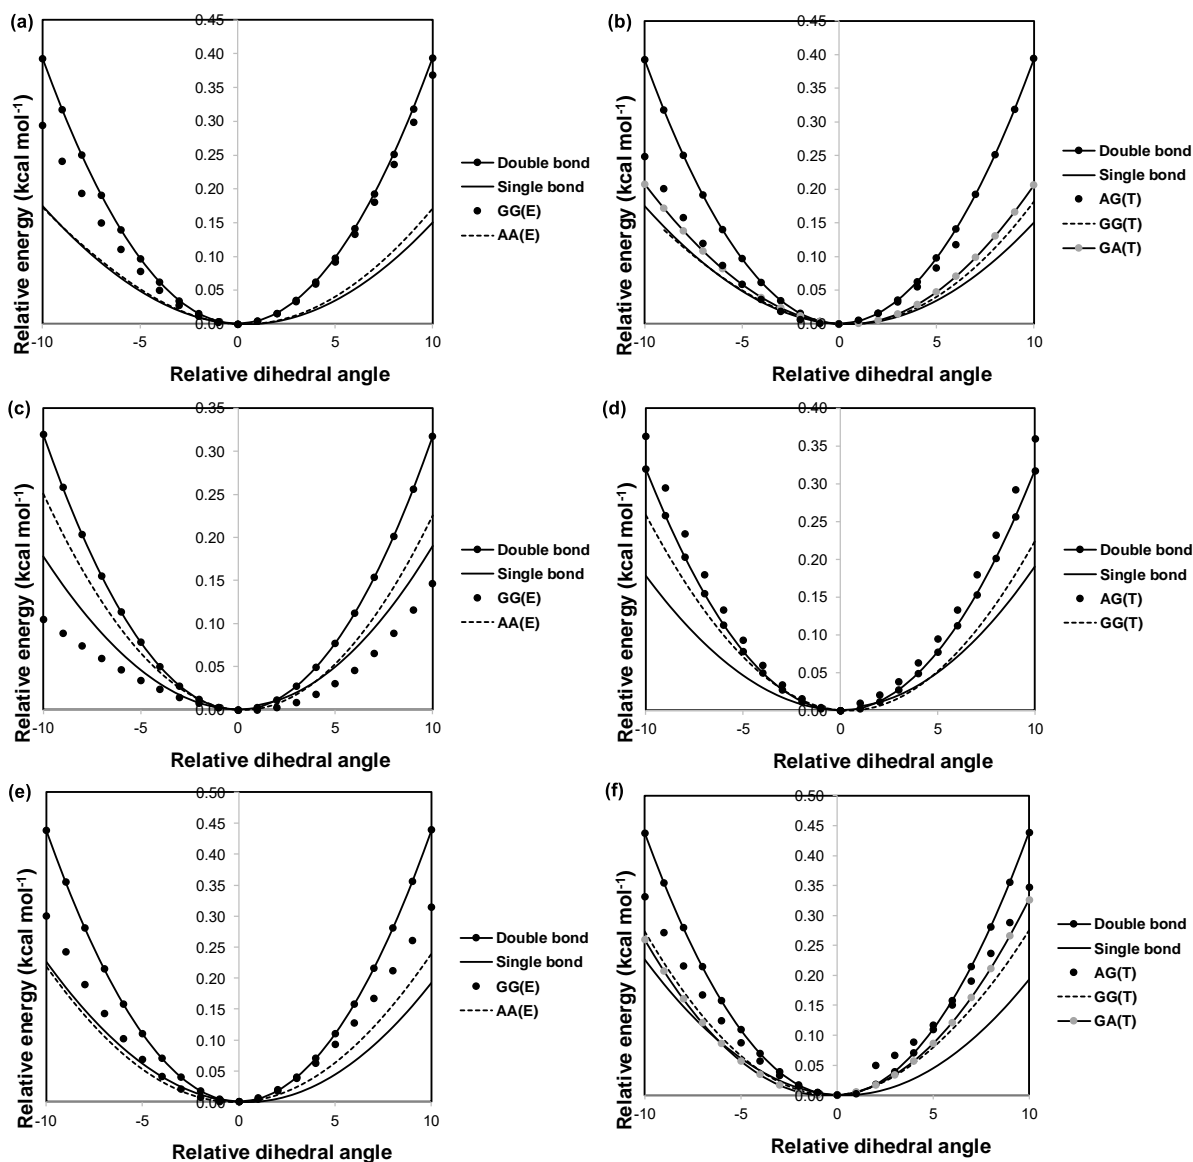 (a)
0.45
0.40
0.35
0.30
0.25
0.20
0.15
0.10
0.05
0.00
-10
-5
0
5
10
Relative energy (kcal mol-1)
Relative dihedral angle
Double bond
Single bond
GG(E)
AA(E)
(b)
0.45
0.40
0.35
0.30
0.25
0.20
0.15
0.10
0.05
0.00
-10
-5
0
5
10
Relative energy (kcal mol-1)
Relative dihedral angle
Double bond
Single bond
AG(T)
GG(T)
GA(T)
(c)
0.35
0.30
0.25
0.20
0.15
0.10
0.05
0.00
-10
-5
0
5
10
Relative energy (kcal mol-1)
Relative dihedral angle
Double bond
Single bond
GG(E)
AA(E)
(d)
0.40
0.35
0.30
0.25
0.20
0.15
0.10
0.05
0.00
-10
-5
0
5
10
Relative energy (kcal mol-1)
Relative dihedral angle
Double bond
Single bond
AG(T)
GG(T)
(e)
0.50
0.45
0.40
0.35
0.30
0.25
0.20
0.15
0.10
0.05
0.00
-10
-5
0
5
10
Relative energy (kcal mol-1)
Relative dihedral angle
Double bond
Single bond
GG(E)
AA(E)
(f)
0.50
0.45
0.40
0.35
0.30
0.25
0.20
0.15
0.10
0.05
0.00
-10
-5
0
5
10
Relative energy (kcal mol-1)
Relative dihedral angle
Double bond
Single bond
AG(T)
GG(T)
GA(T)